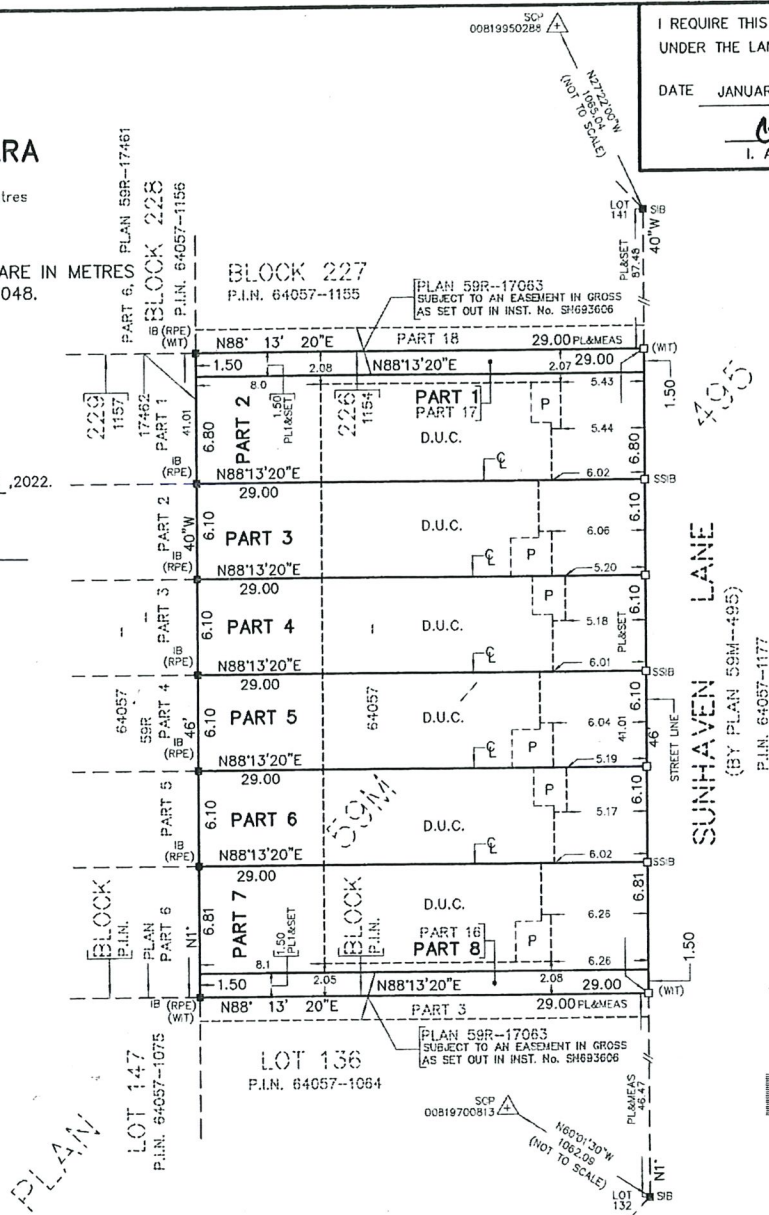 SCP
00819950288
N27°22'00"W
1065.04
(NOT TO SCALE)
I REQUIRE THIS
UNDER THE LAN
DATE JANUAR
I. A
RA
tres
ARE IN METRES
048.
,2022.
PART 6, PLAN 59R-17461
BLOCK 228
P.I.N. 64057-1156
BLOCK 227
P.I.N. 64057-1155
PLAN 59R-17063
SUBJECT TO AN EASEMENT IN GROSS
AS SET OUT IN INST. No. SH693606
LOT
141
SIB
PL&SET
87.48
40"W
IB (RPE)
(WIT)
N88° 13' 20"E
PART 18
29.00 PL&MEAS
(WIT)
1.50
2.08
N88°13'20"E
2.07
29.00
1.50
495
8.0
1.50
PL1&SET
226
1154
PART 1
PART 17
P
5.43
229
1157
17462
PART 1
41.01
6.80
PART 2
D.U.C.
5.44
6.80
IB
(RPE)
N88°13'20"E
℄
6.02
SSIB
29.00
PART 2
40"W
6.10
PART 3
D.U.C.
6.06
6.10
IB
(RPE)
N88°13'20"E
℄
P
5.20
29.00
PART 3
6.10
PART 4
D.U.C.
P
5.18
PL&SET
6.10
IB
(RPE)
N88°13'20"E
℄
6.01
SSIB
29.00
64057
59R
PART 4
46'
6.10
PART 5
64057
D.U.C.
6.04
41.01
46'
6.10
STREET LINE
IB
(RPE)
N88°13'20"E
℄
P
5.19
29.00
PART 5
6.10
PART 6
59M
D.U.C.
P
5.17
6.10
IB
(RPE)
N88°13'20"E
℄
6.02
SSIB
29.00
SUNHAVEN LANE
(BY PLAN 59M-495)
P.I.N. 64057-1177
BLOCK
P.I.N.
PLAN
PART 6
N1°
6.81
PART 7
D.U.C.
6.26
6.81
8.1
1.50
PL1&SET
BLOCK
P.I.N.
PART 16
PART 8
P
6.26
1.50
1.50
2.05
N88°13'20"E
2.08
29.00
(WIT)
IB (RPE)
(WIT)
N88° 13' 20"E
PART 3
29.00 PL&MEAS
PLAN 59R-17063
SUBJECT TO AN EASEMENT IN GROSS
AS SET OUT IN INST. No. SH693606
LOT 147
P.I.N. 64057-1075
LOT 136
P.I.N. 64057-1064
PL&MEAS
46.47
SCP
00819700813
N60°01'30"W
1062.09
(NOT TO SCALE)
N1°
LOT
132
SIB
PLAN